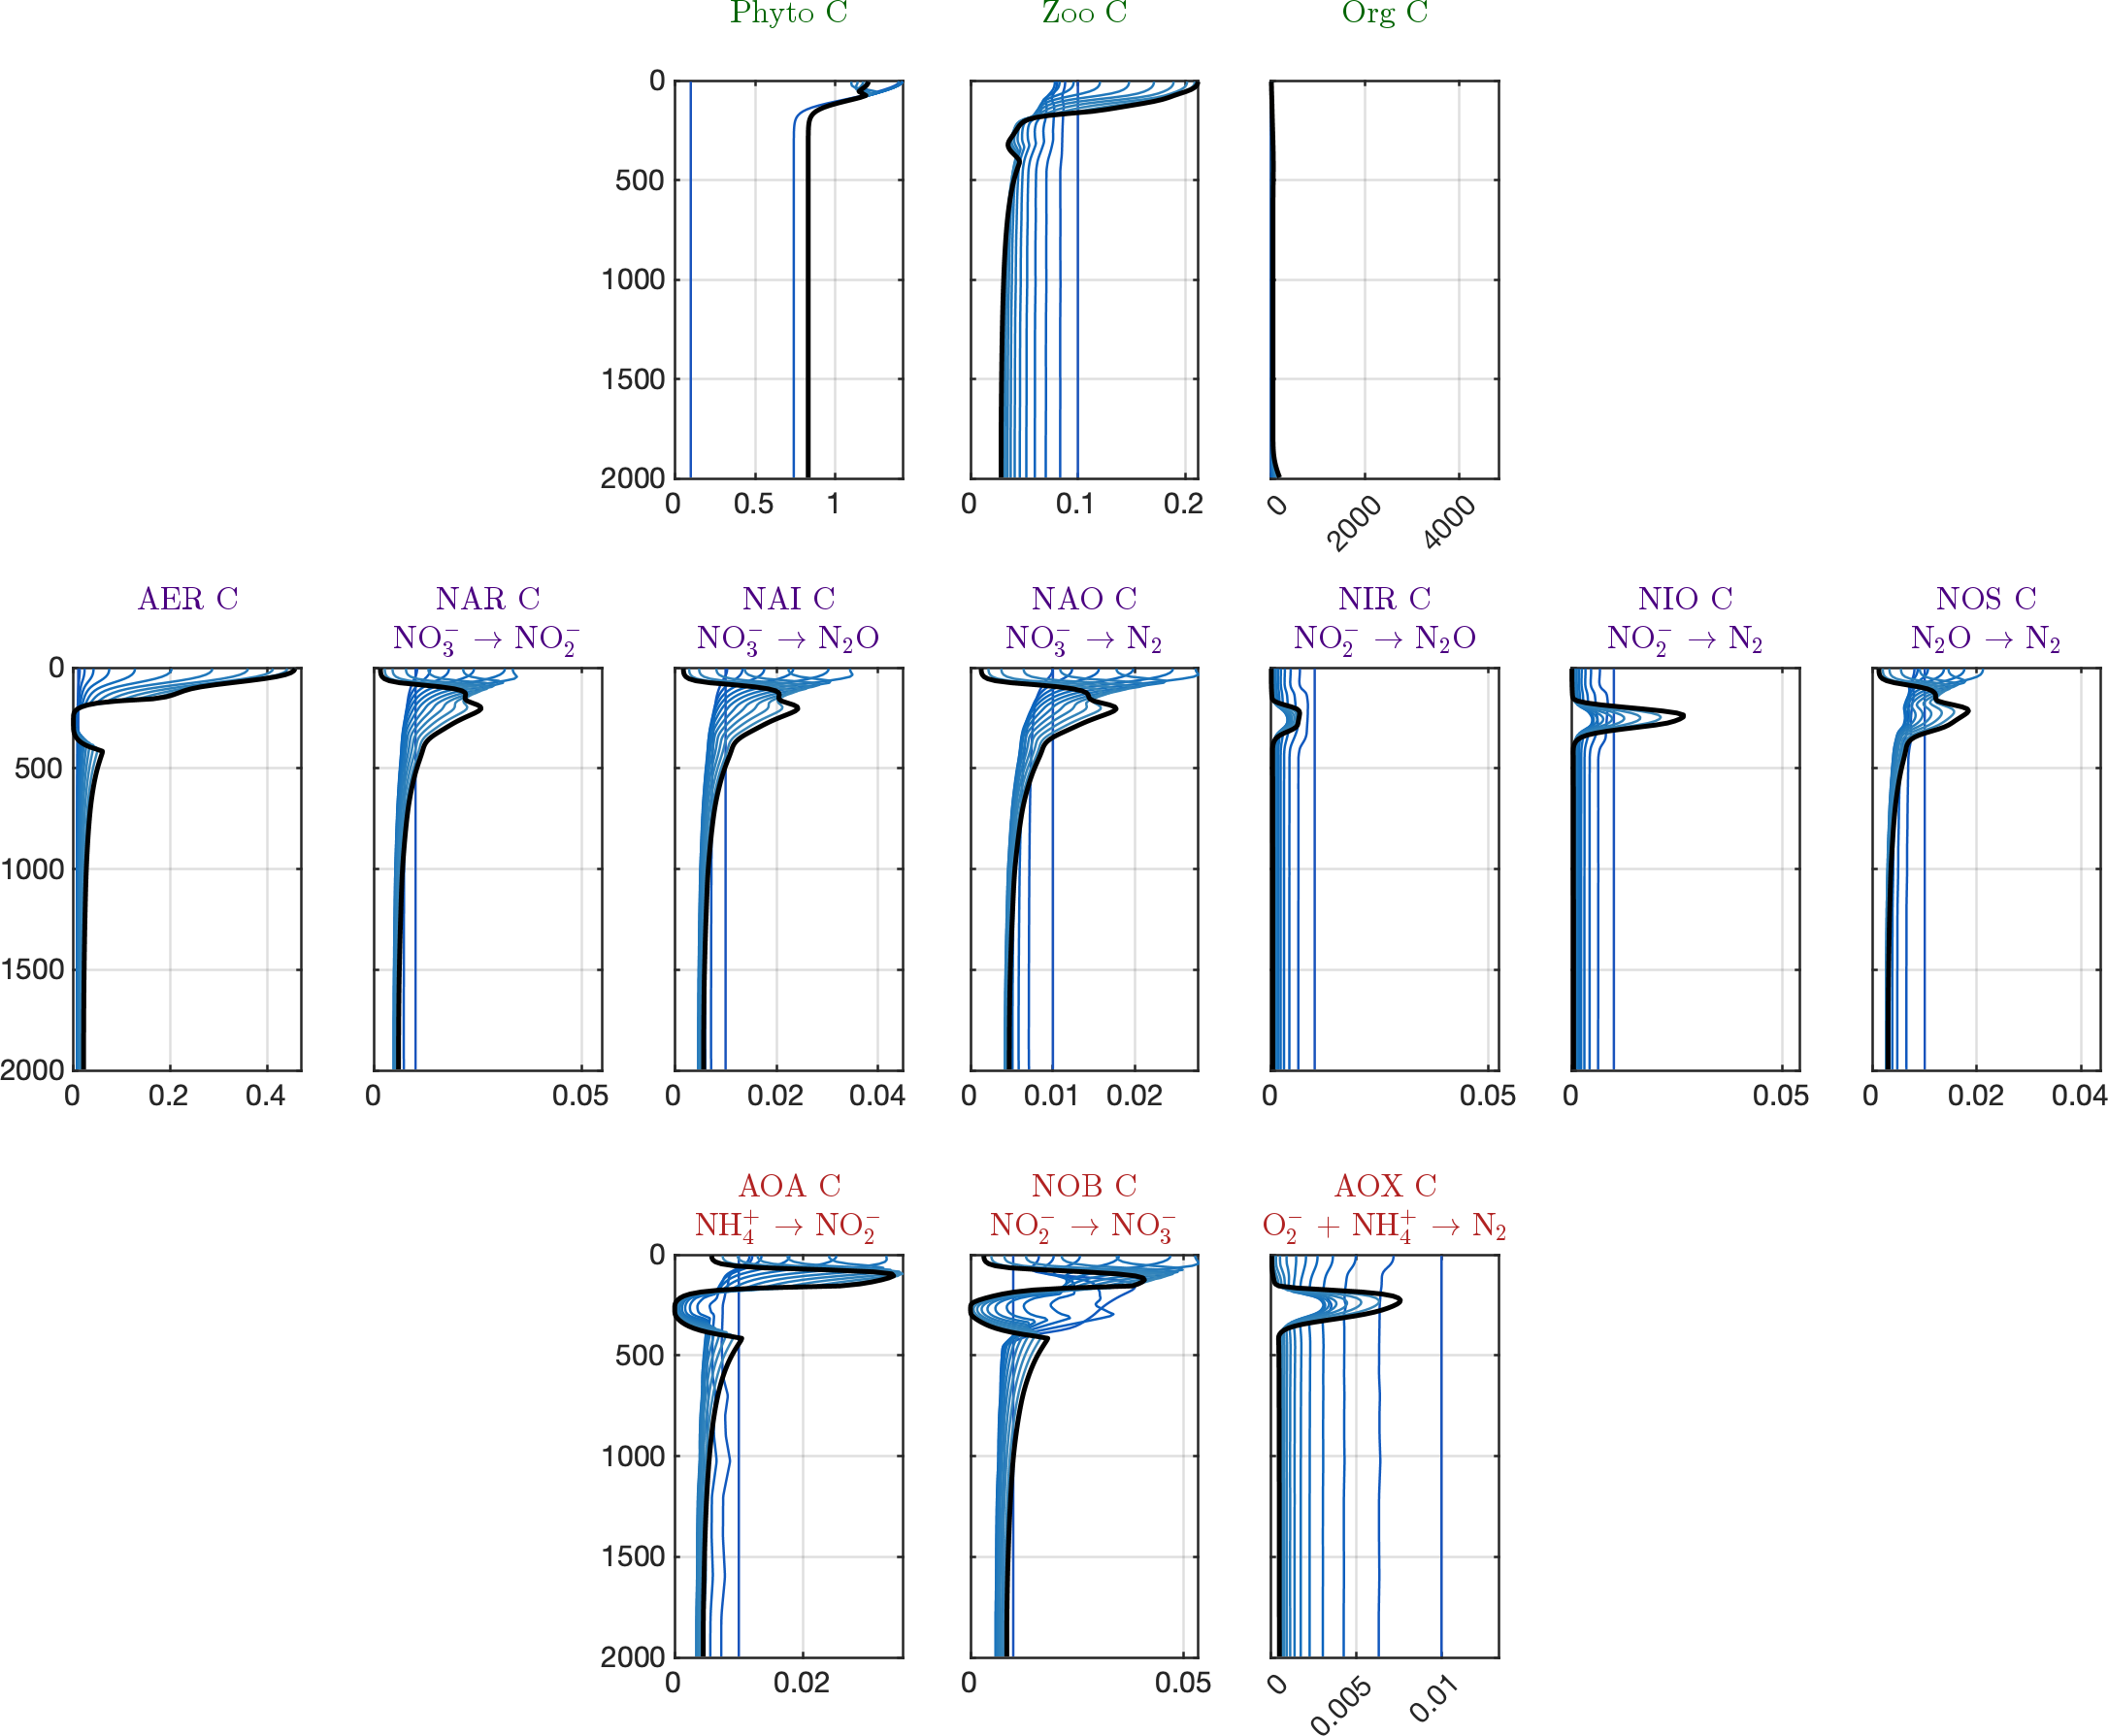 Phyto C Zoo C Org C
0
500
1000
1500
2000
0 0.5 1 0 0.1 0.2 0 2000 4000
AER C NAR C NAI C NAO C NIR C NIO C NOS C
NO₃⁻ → NO₂⁻ NO₃⁻ → N₂O NO₃⁻ → N₂ NO₂⁻ → N₂O NO₂⁻ → N₂ N₂O → N₂
0
500
1000
1500
2000
0 0.2 0.4 0 0.05 0 0.02 0.04 0 0.01 0.02 0 0.05 0 0.05 0 0.02 0.04
AOA C NOB C AOX C
NH₄⁺ → NO₂⁻ NO₂⁻ → NO₃⁻ O₂⁻ + NH₄⁺ → N₂
0
500
1000
1500
2000
0 0.02 0 0.05 0 0.005 0.01